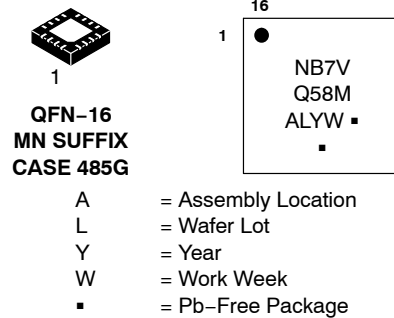 16
1
NB7V
Q58M
ALYW ▪
▪
1
QFN−16
MN SUFFIX
CASE 485G
A = Assembly Location
L = Wafer Lot
Y = Year
W = Work Week
▪ = Pb−Free Package